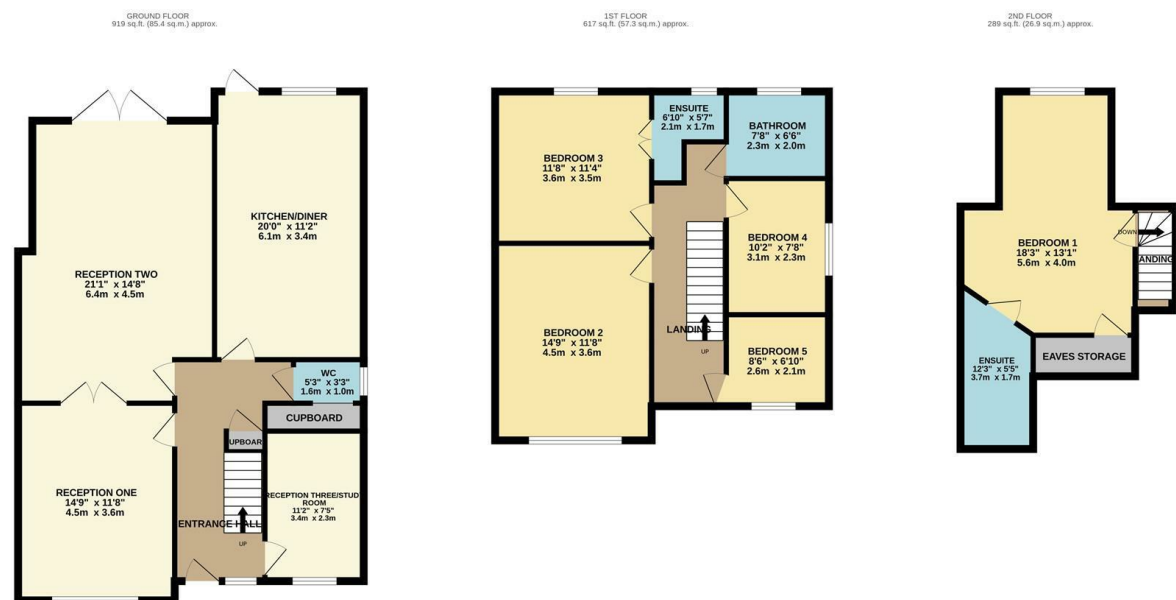 GROUND FLOOR
919 sq.ft. (85.4 sq.m.) approx.
KITCHEN/DINER
20'0" x 11'2"
6.1m x 3.4m
RECEPTION TWO
21'1" x 14'8"
6.4m x 4.5m
WC
5'3" x 3'3"
1.6m x 1.0m
CUPBOARD
UPBOAR
RECEPTION ONE
14'9" x 11'8"
4.5m x 3.6m
RECEPTION THREE/STUD
ROOM
11'2" x 7'5"
3.4m x 2.3m
ENTRANCE HALL
UP
1ST FLOOR
617 sq.ft. (57.3 sq.m.) approx.
ENSUITE
6'10" x 5'7"
2.1m x 1.7m
BATHROOM
7'8" x 6'6"
2.3m x 2.0m
BEDROOM 3
11'8" x 11'4"
3.6m x 3.5m
BEDROOM 4
10'2" x 7'8"
3.1m x 2.3m
BEDROOM 2
14'9" x 11'8"
4.5m x 3.6m
LANDING
UP
BEDROOM 5
8'6" x 6'10"
2.6m x 2.1m
2ND FLOOR
289 sq.ft. (26.9 sq.m.) approx.
BEDROOM 1
18'3" x 13'1"
5.6m x 4.0m
DOWN
ANDING
EAVES STORAGE
ENSUITE
12'3" x 5'5"
3.7m x 1.7m